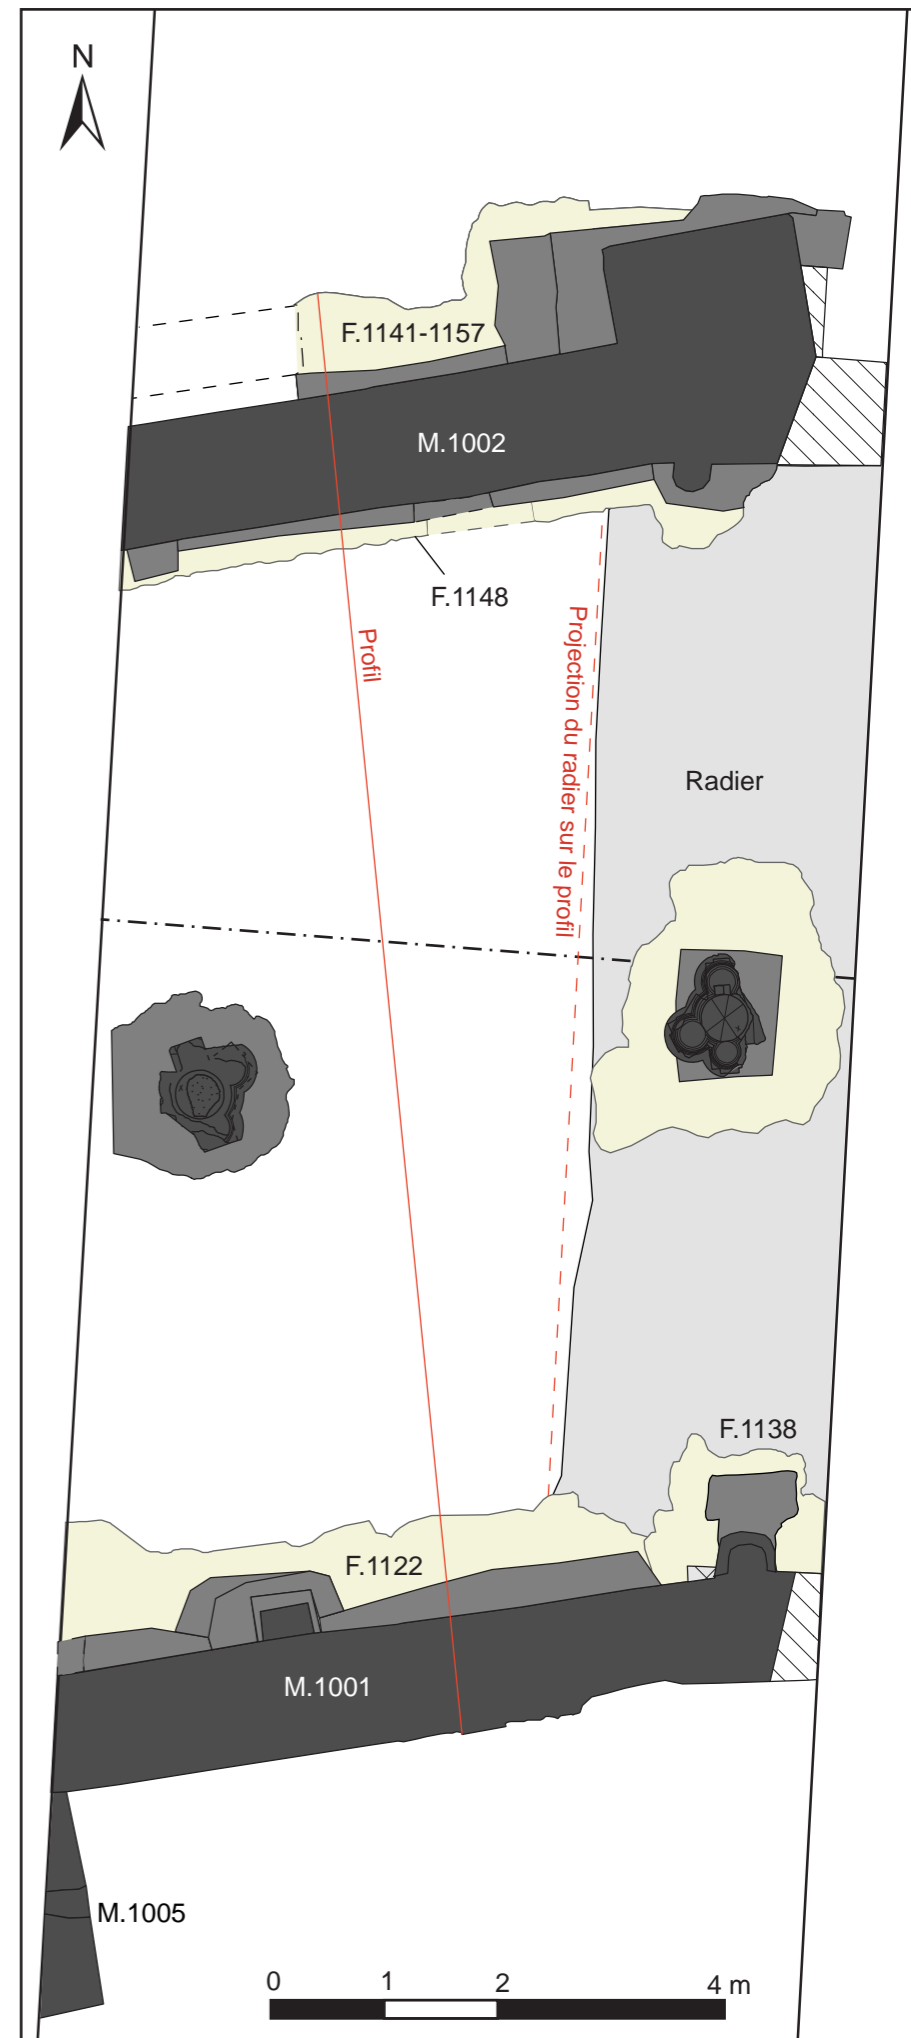 N
F.1141-1157
M.1002
F.1148
Profil
Projection du radier sur le profil
Radier
F.1138
F.1122
M.1001
M.1005
0 1 2 4 m